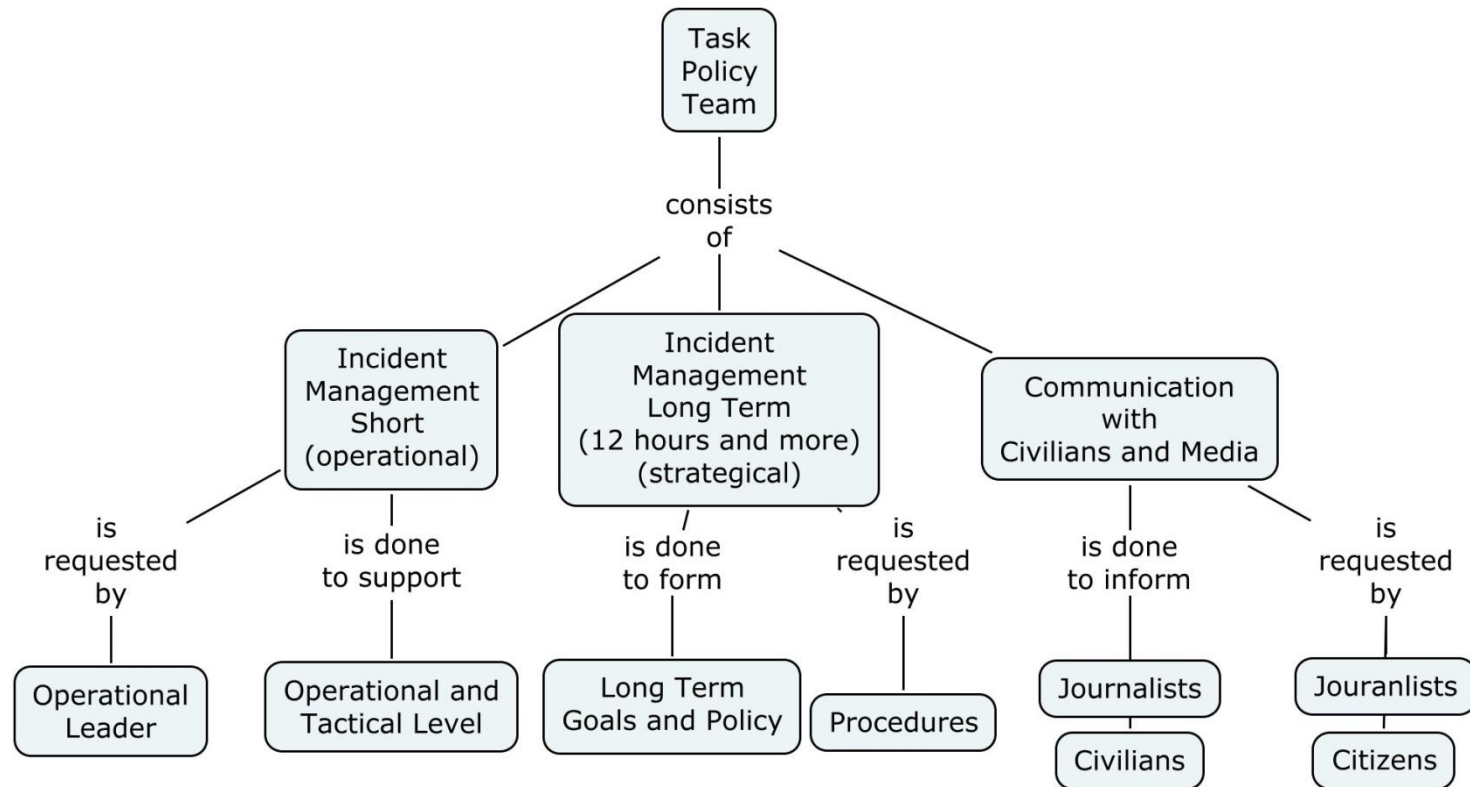 Task
Policy
Team
consists
of
Incident
Management
Short
(operational)
Incident
Management
Long Term
(12 hours and more)
(strategical)
Communication
with
Civilians and Media
is
requested
by
is done
to support
is done
to form
is
requested
by
is done
to inform
is
requested
by
Operational
Leader
Operational and
Tactical Level
Long Term
Goals and Policy
Procedures
Journalists
Civilians
Jouranlists
Citizens